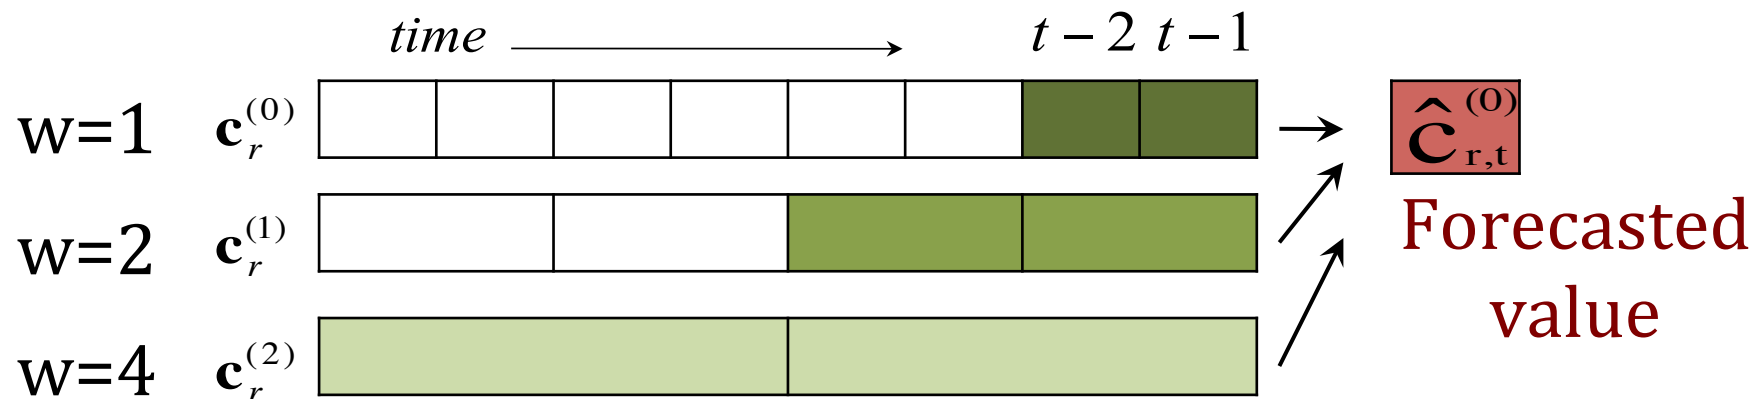 time t − 2 t − 1
w=1 c_r^(0) ĉ_r,t^(0)
w=2 c_r^(1) Forecasted
value
w=4 c_r^(2)